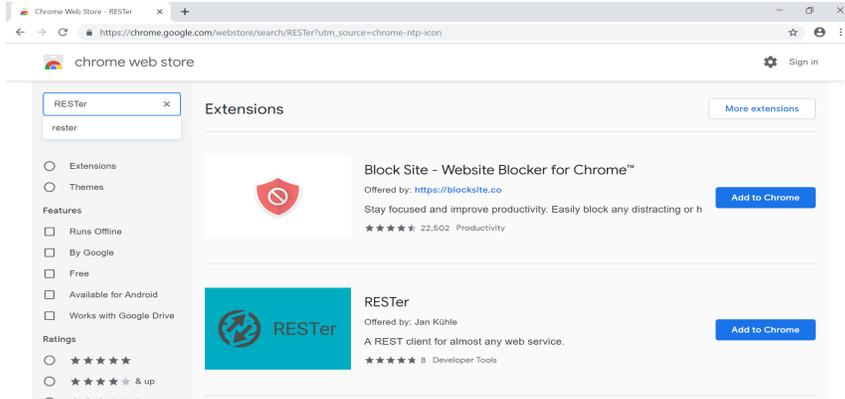 Chrome Web Store - RESTer
https://chrome.google.com/webstore/search/RESTer?utm_source=chrome-ntp-icon
chrome web store
Sign in
RESTer
rester
Extensions
Themes
Features
Runs Offline
By Google
Free
Available for Android
Works with Google Drive
Ratings
& up
Extensions
More extensions
Block Site - Website Blocker for Chrome™
Offered by: https://blocksite.co
Add to Chrome
Stay focused and improve productivity. Easily block any distracting or h
22,502 Productivity
RESTer
RESTer
Offered by: Jan Kühle
Add to Chrome
A REST client for almost any web service.
8 Developer Tools